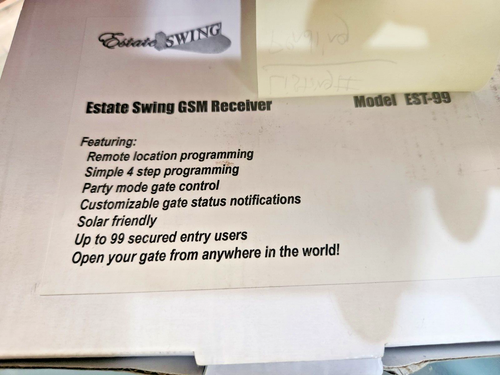 Estate SWING
Estate Swing GSM Receiver Model EST-99
Featuring:
Remote location programming
Simple 4 step programming
Party mode gate control
Customizable gate status notifications
Solar friendly
Up to 99 secured entry users
Open your gate from anywhere in the world!